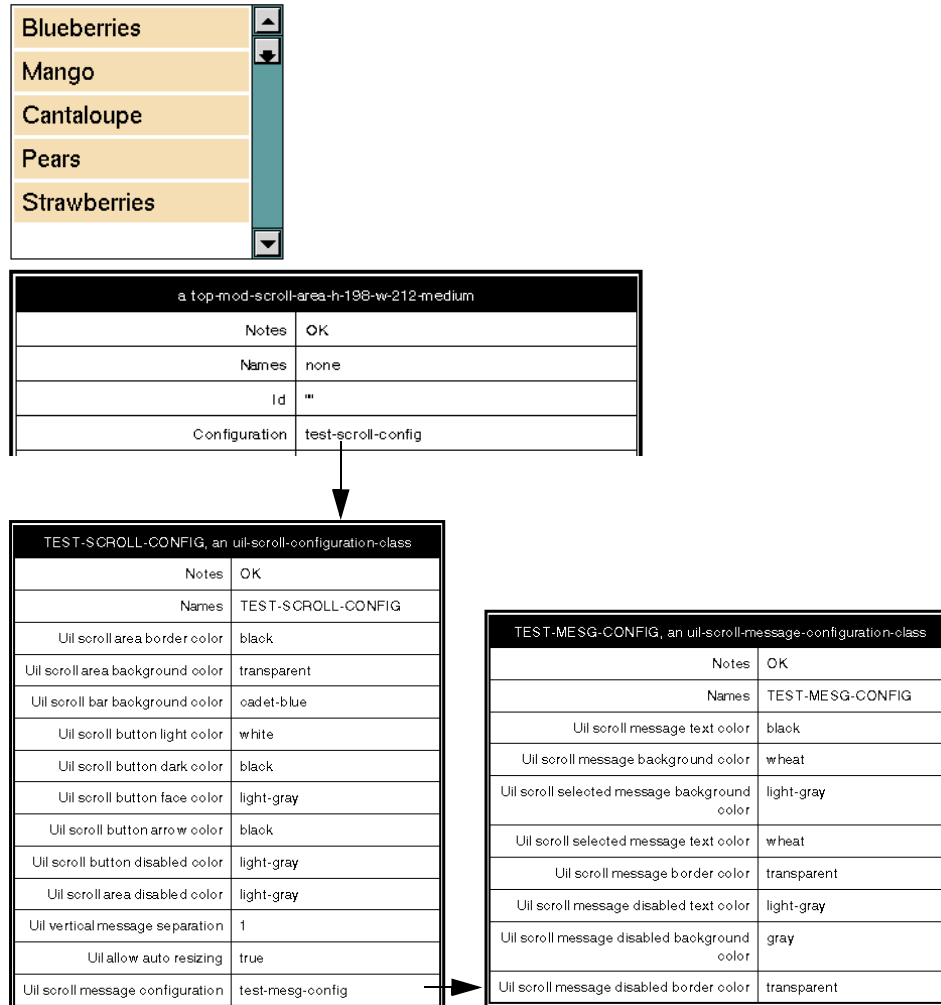 Blueberries
Mango
Cantaloupe
Pears
Strawberries
a top-mod-scroll-area-h-198-w-212-medium
Notes OK
Names none
Id ""
Configuration test-scroll-config
TEST-SCROLL-CONFIG, an uil-scroll-configuration-class
Notes OK
Names TEST-SCROLL-CONFIG
Uil scroll area border color black
Uil scroll area background color transparent
Uil scroll bar background color cadet-blue
Uil scroll button light color white
Uil scroll button dark color black
Uil scroll button face color light-gray
Uil scroll button arrow color black
Uil scroll button disabled color light-gray
Uil scroll area disabled color light-gray
Uil vertical message separation 1
Uil allow auto resizing true
Uil scroll message configuration test-mesg-config
TEST-MESG-CONFIG, an uil-scroll-message-configuration-class
Notes OK
Names TEST-MESG-CONFIG
Uil scroll message text color black
Uil scroll message background color wheat
Uil scroll selected message background light-gray
color
Uil scroll selected message text color wheat
Uil scroll message border color transparent
Uil scroll message disabled text color light-gray
Uil scroll message disabled background gray
color
Uil scroll message disabled border color transparent